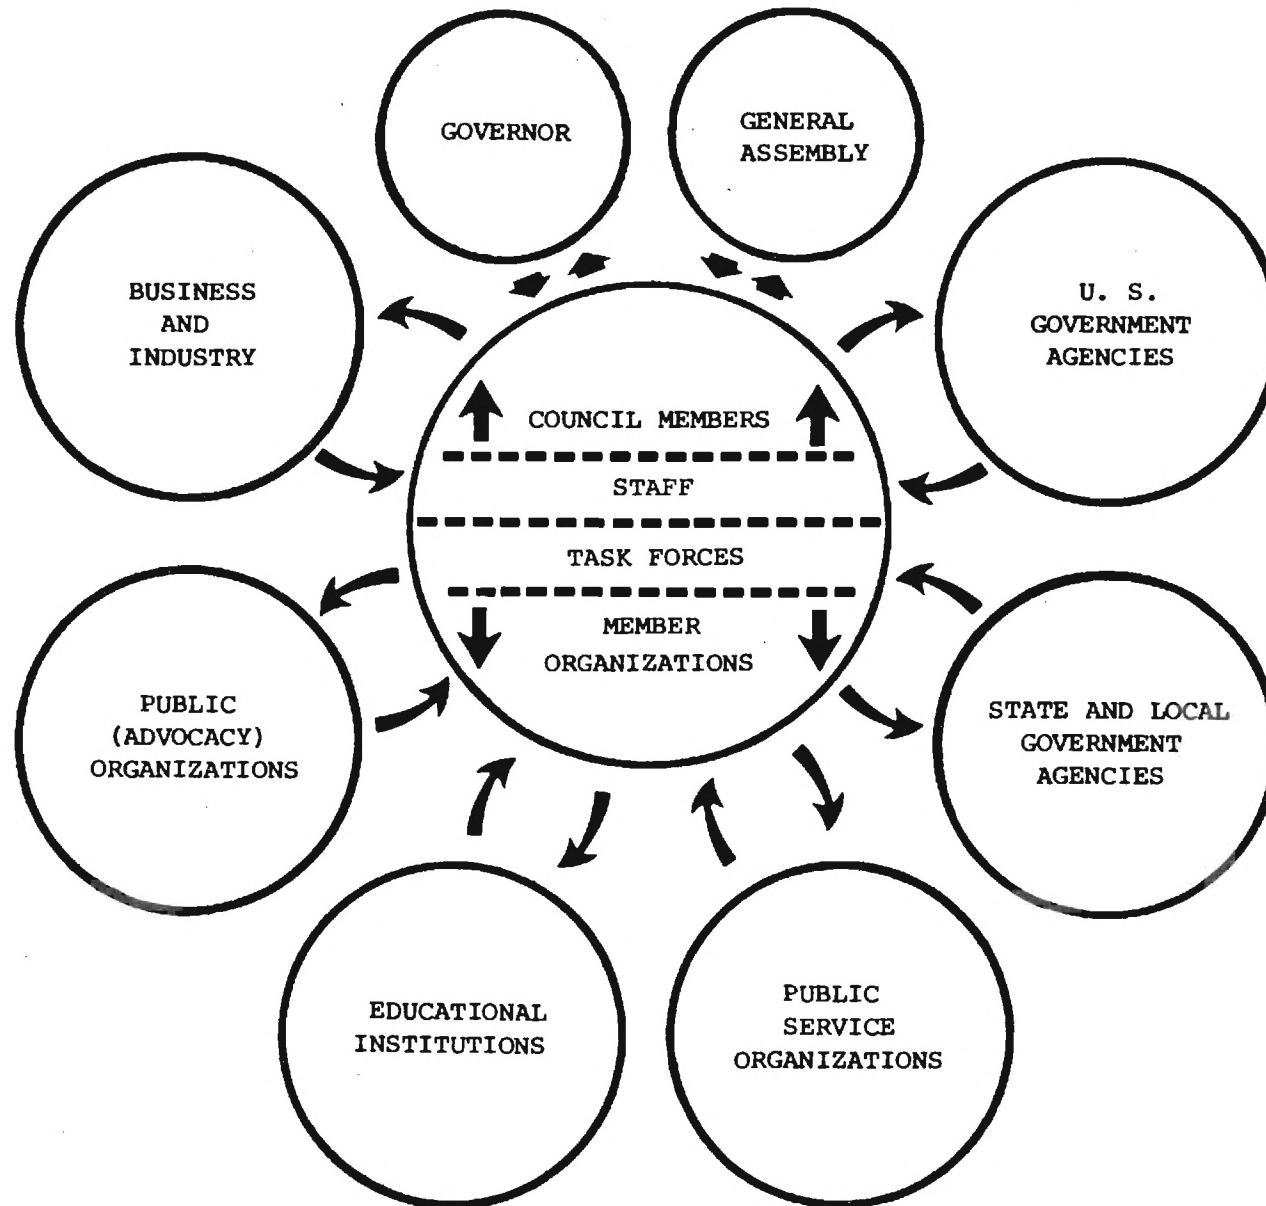 GOVERNOR
GENERAL
ASSEMBLY
BUSINESS
AND
INDUSTRY
U. S.
GOVERNMENT
AGENCIES
COUNCIL MEMBERS
STAFF
TASK FORCES
MEMBER
ORGANIZATIONS
PUBLIC
(ADVOCACY)
ORGANIZATIONS
STATE AND LOCAL
GOVERNMENT
AGENCIES
EDUCATIONAL
INSTITUTIONS
PUBLIC
SERVICE
ORGANIZATIONS